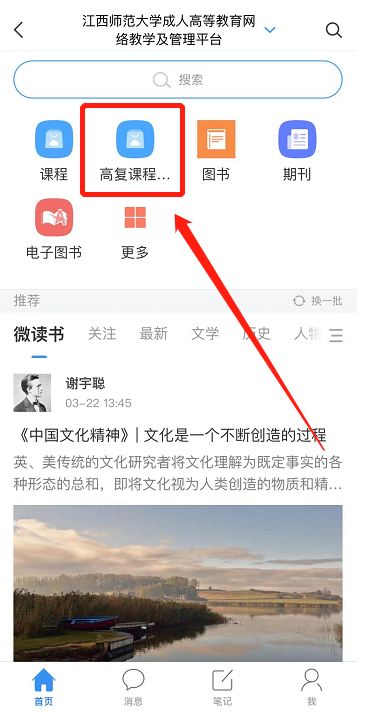 江西师范大学成人高等教育网
络教学及管理平台
搜索
课程
高复课程...
图书
期刊
电子图书
更多
推荐
换一批
微读书 关注 最新 文学 历史 人物
谢宇聪
03-22 13:45
《中国文化精神》| 文化是一个不断创造的过程
英、美传统的文化研究者将文化理解为既定事实的各
种形态的总和，即将文化视为人类创造的物质和精...
首页
消息
笔记
我